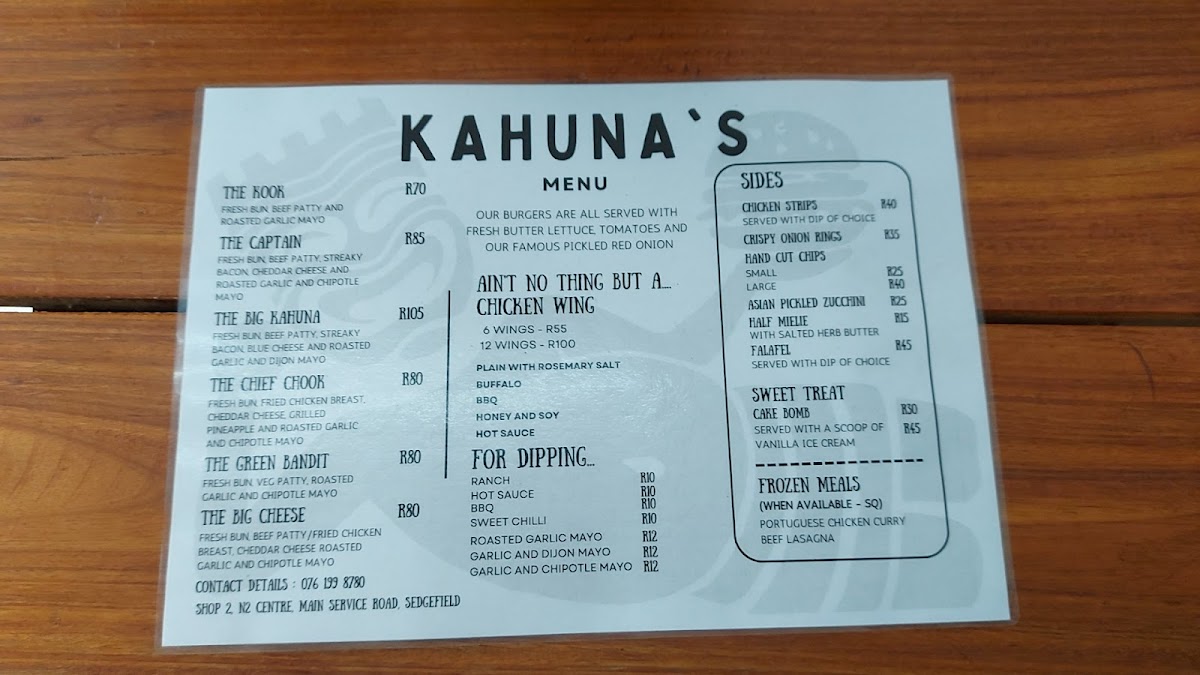 KAHUNA`S
MENU
THE KOOK R70
FRESH BUN, BEEF PATTY AND
ROASTED GARLIC MAYO
THE CAPTAIN R85
FRESH BUN, BEEF PATTY, STREAKY
BACON, CHEDDAR CHEESE AND
ROASTED GARLIC AND CHIPOTLE
MAYO
THE BIG KAHUNA R105
FRESH BUN, BEEF PATTY, STREAKY
BACON, BLUE CHEESE AND ROASTED
GARLIC AND DIJON MAYO
THE CHIEF CHOOK R80
FRESH BUN, FRIED CHICKEN BREAST,
CHEDDAR CHEESE, GRILLED
PINEAPPLE AND ROASTED GARLIC
AND CHIPOTLE MAYO
THE GREEN BANDIT R80
FRESH BUN, VEG PATTY, ROASTED
GARLIC AND CHIPOTLE MAYO
THE BIG CHEESE R80
FRESH BUN, BEEF PATTY/FRIED CHICKEN
BREAST, CHEDDAR CHEESE ROASTED
GARLIC AND CHIPOTLE MAYO
CONTACT DETAILS : 076 199 8780
SHOP 2, N2 CENTRE, MAIN SERVICE ROAD, SEDGEFIELD
OUR BURGERS ARE ALL SERVED WITH
FRESH BUTTER LETTUCE, TOMATOES AND
OUR FAMOUS PICKLED RED ONION
AIN'T NO THING BUT A...
CHICKEN WING
6 WINGS - R55
12 WINGS - R100
PLAIN WITH ROSEMARY SALT
BUFFALO
BBQ
HONEY AND SOY
HOT SAUCE
FOR DIPPING...
RANCH R10
HOT SAUCE R10
BBQ R10
SWEET CHILLI R10
ROASTED GARLIC MAYO R12
GARLIC AND DIJON MAYO R12
GARLIC AND CHIPOTLE MAYO R12
SIDES
CHICKEN STRIPS R40
SERVED WITH DIP OF CHOICE
CRISPY ONION RINGS R35
HAND CUT CHIPS
SMALL R25
LARGE R40
ASIAN PICKLED ZUCCHINI R25
HALF MIELIE R15
WITH SALTED HERB BUTTER
FALAFEL R45
SERVED WITH DIP OF CHOICE
SWEET TREAT
CAKE BOMB R30
SERVED WITH A SCOOP OF R45
VANILLA ICE CREAM
FROZEN MEALS
(WHEN AVAILABLE - SQ)
PORTUGUESE CHICKEN CURRY
BEEF LASAGNA